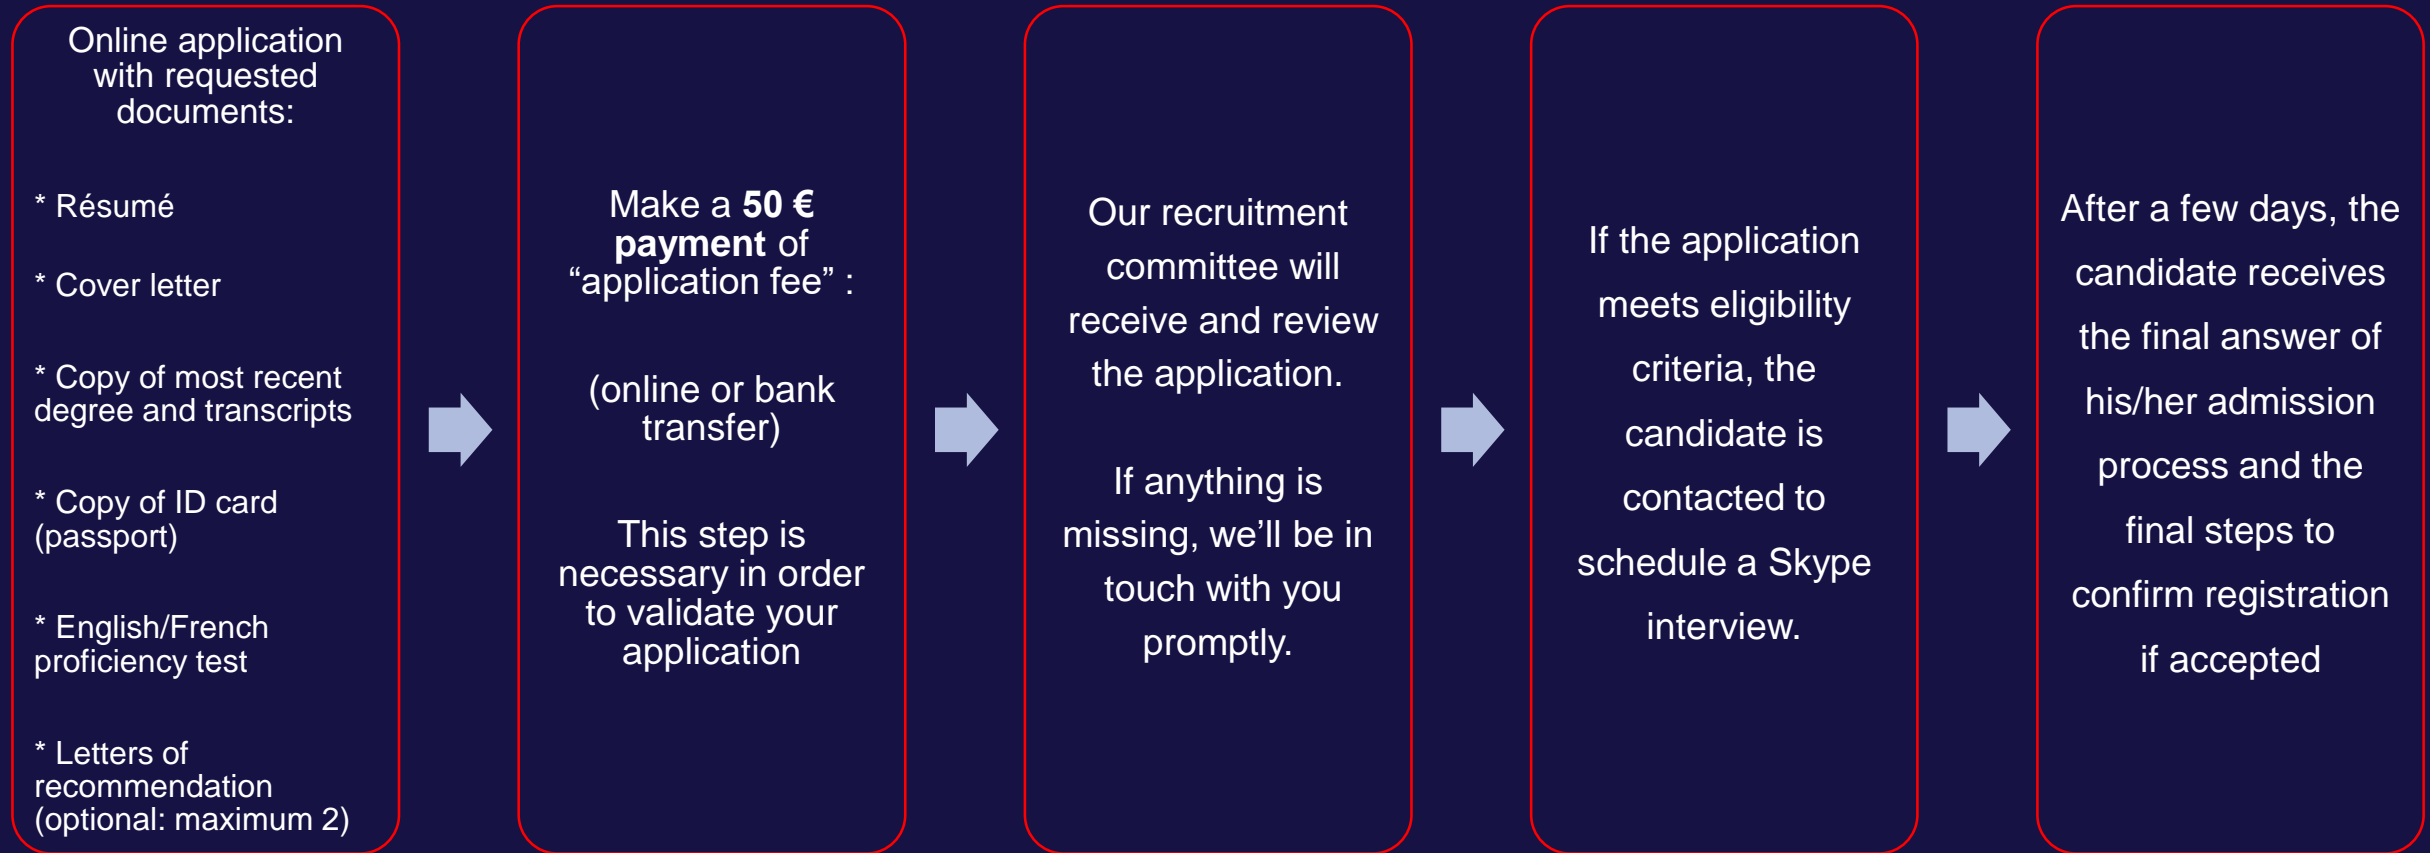 Online application
with requested
documents:
* Résumé
* Cover letter
* Copy of most recent
degree and transcripts
* Copy of ID card
(passport)
* English/French
proficiency test
* Letters of
recommendation
(optional: maximum 2)
Make a 50 €
payment of
“application fee” :
(online or bank
transfer)
This step is
necessary in order
to validate your
application
Our recruitment
committee will
receive and review
the application.
If anything is
missing, we’ll be in
touch with you
promptly.
If the application
meets eligibility
criteria, the
candidate is
contacted to
schedule a Skype
interview.
After a few days, the
candidate receives
the final answer of
his/her admission
process and the
final steps to
confirm registration
if accepted